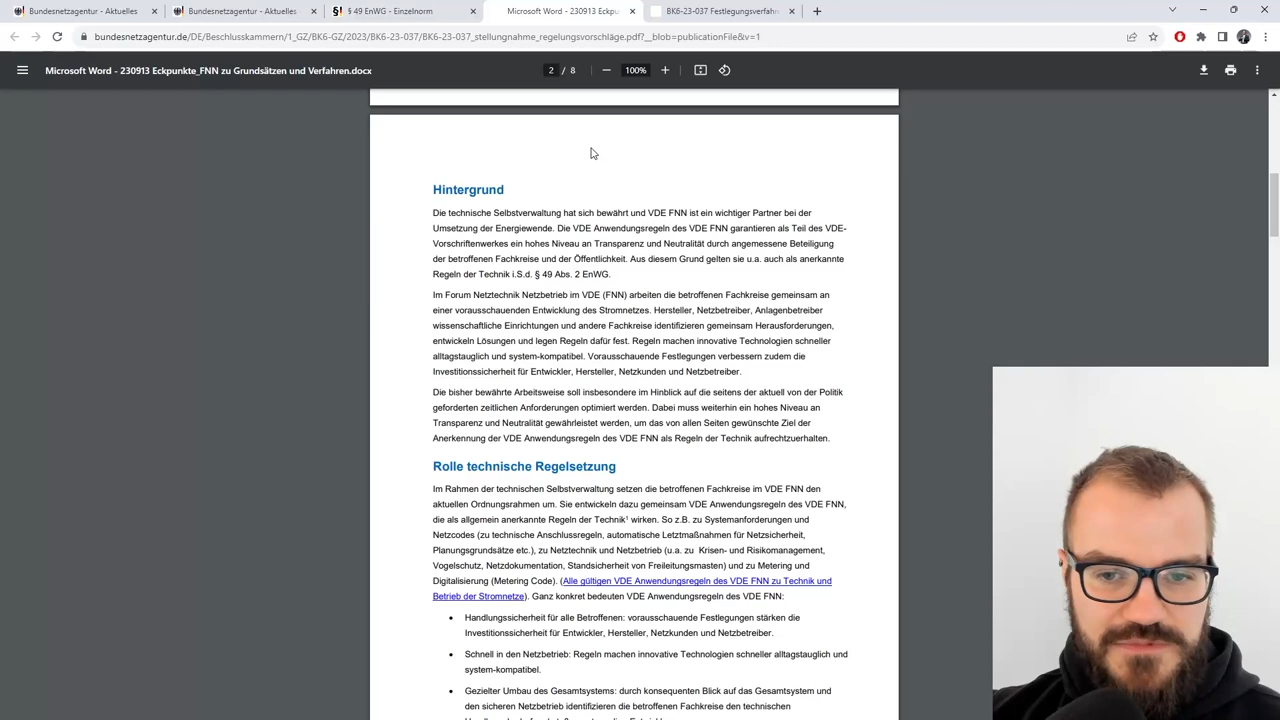 Bundesnetzagentur - Aktuelles
Bundesnetzagentur - Aktuelles -
§ 49 EnWG - Einzelnorm
Microsoft Word - 230913 Eckp
BK6-23-037 Festlegungsverfahr
bundesnetzagentur.de/DE/Beschlusskammern/1_GZ/BK6-GZ/2023/BK6-23-037/BK6-23-037_stellungnahme_regelungsvorschläge.pdf?__blob=publicationFile&v=1
Microsoft Word - 230913 Eckpunkte_FNN zu Grundsätzen und Verfahren.docx
2 / 8
100%
Hintergrund
Die technische Selbstverwaltung hat sich bewährt und VDE FNN ist ein wichtiger Partner bei der
Umsetzung der Energiewende. Die VDE Anwendungsregeln des VDE FNN garantieren als Teil des VDE-
Vorschriftenwerkes ein hohes Niveau an Transparenz und Neutralität durch angemessene Beteiligung
der betroffenen Fachkreise und der Öffentlichkeit. Aus diesem Grund gelten sie u.a. auch als anerkannte
Regeln der Technik i.S.d. § 49 Abs. 2 EnWG.
Im Forum Netztechnik Netzbetrieb im VDE (FNN) arbeiten die betroffenen Fachkreise gemeinsam an
einer vorausschauenden Entwicklung des Stromnetzes. Hersteller, Netzbetreiber, Anlagenbetreiber
wissenschaftliche Einrichtungen und andere Fachkreise identifizieren gemeinsam Herausforderungen,
entwickeln Lösungen und legen Regeln dafür fest. Regeln machen innovative Technologien schneller
alltagstauglich und system-kompatibel. Vorausschauende Festlegungen verbessern zudem die
Investitionssicherheit für Entwickler, Hersteller, Netzkunden und Netzbetreiber.
Die bisher bewährte Arbeitsweise soll insbesondere im Hinblick auf die seitens der aktuell von der Politik
geforderten zeitlichen Anforderungen optimiert werden. Dabei muss weiterhin ein hohes Niveau an
Transparenz und Neutralität gewährleistet werden, um das von allen Seiten gewünschte Ziel der
Anerkennung der VDE Anwendungsregeln des VDE FNN als Regeln der Technik aufrechtzuerhalten.
Rolle technische Regelsetzung
Im Rahmen der technischen Selbstverwaltung setzen die betroffenen Fachkreise im VDE FNN den
aktuellen Ordnungsrahmen um. Sie entwickeln dazu gemeinsam VDE Anwendungsregeln des VDE FNN,
die als allgemein anerkannte Regeln der Technik¹ wirken. So z.B. zu Systemanforderungen und
Netzcodes (zu technische Anschlussregeln, automatische Letztmaßnahmen für Netzsicherheit,
Planungsgrundsätze etc.), zu Netztechnik und Netzbetrieb (u.a. zu Krisen- und Risikomanagement,
Vogelschutz, Netzdokumentation, Standsicherheit von Freileitungsmasten) und zu Metering und
Digitalisierung (Metering Code). (Alle gültigen VDE Anwendungsregeln des VDE FNN zu Technik und
Betrieb der Stromnetze). Ganz konkret bedeuten VDE Anwendungsregeln des VDE FNN:
• Handlungssicherheit für alle Betroffenen: vorausschauende Festlegungen stärken die
Investitionssicherheit für Entwickler, Hersteller, Netzkunden und Netzbetreiber.
• Schnell in den Netzbetrieb: Regeln machen innovative Technologien schneller alltagstauglich und
system-kompatibel.
• Gezielter Umbau des Gesamtsystems: durch konsequenten Blick auf das Gesamtsystem und
den sicheren Netzbetrieb identifizieren die betroffenen Fachkreise den technischen